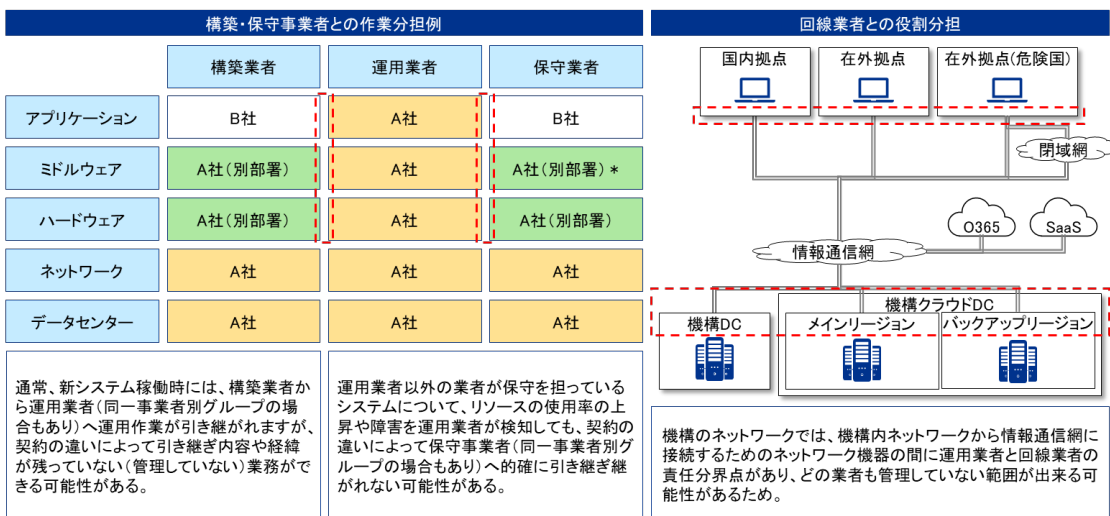 構築・保守事業者との作業分担例
構築業者
運用業者
保守業者
アプリケーション
B社
A社
B社
ミドルウェア
A社(別部署)
A社
A社(別部署)*
ハードウェア
A社(別部署)
A社
A社(別部署)
ネットワーク
A社
A社
A社
データセンター
A社
A社
A社
通常、新システム稼働時には、構築業者か
ら運用業者(同一事業者別グループの場
合もあり)へ運用作業が引き継がれますが、
契約の違いによって引き継ぎ内容や経緯
が残っていない(管理していない)業務がで
きる可能性がある。
運用業者以外の業者が保守を担っている
システムについて、リソースの使用率の上
昇や障害を運用業者が検知しても、契約の
違いによって保守事業者(同一事業者別グ
ループの場合もあり)へ的確に引き継ぎ継
がれない可能性がある。
回線業者との役割分担
国内拠点
在外拠点
在外拠点(危険国)
閉域網
O365
SaaS
情報通信網
機構クラウドDC
機構DC
メインリージョン
バックアップリージョン
機構のネットワークでは、機構内ネットワークから情報通信網に
接続するためのネットワーク機器の間に運用業者と回線業者の
責任分界点があり、どの業者も管理していない範囲が出来る可
能性があるため。